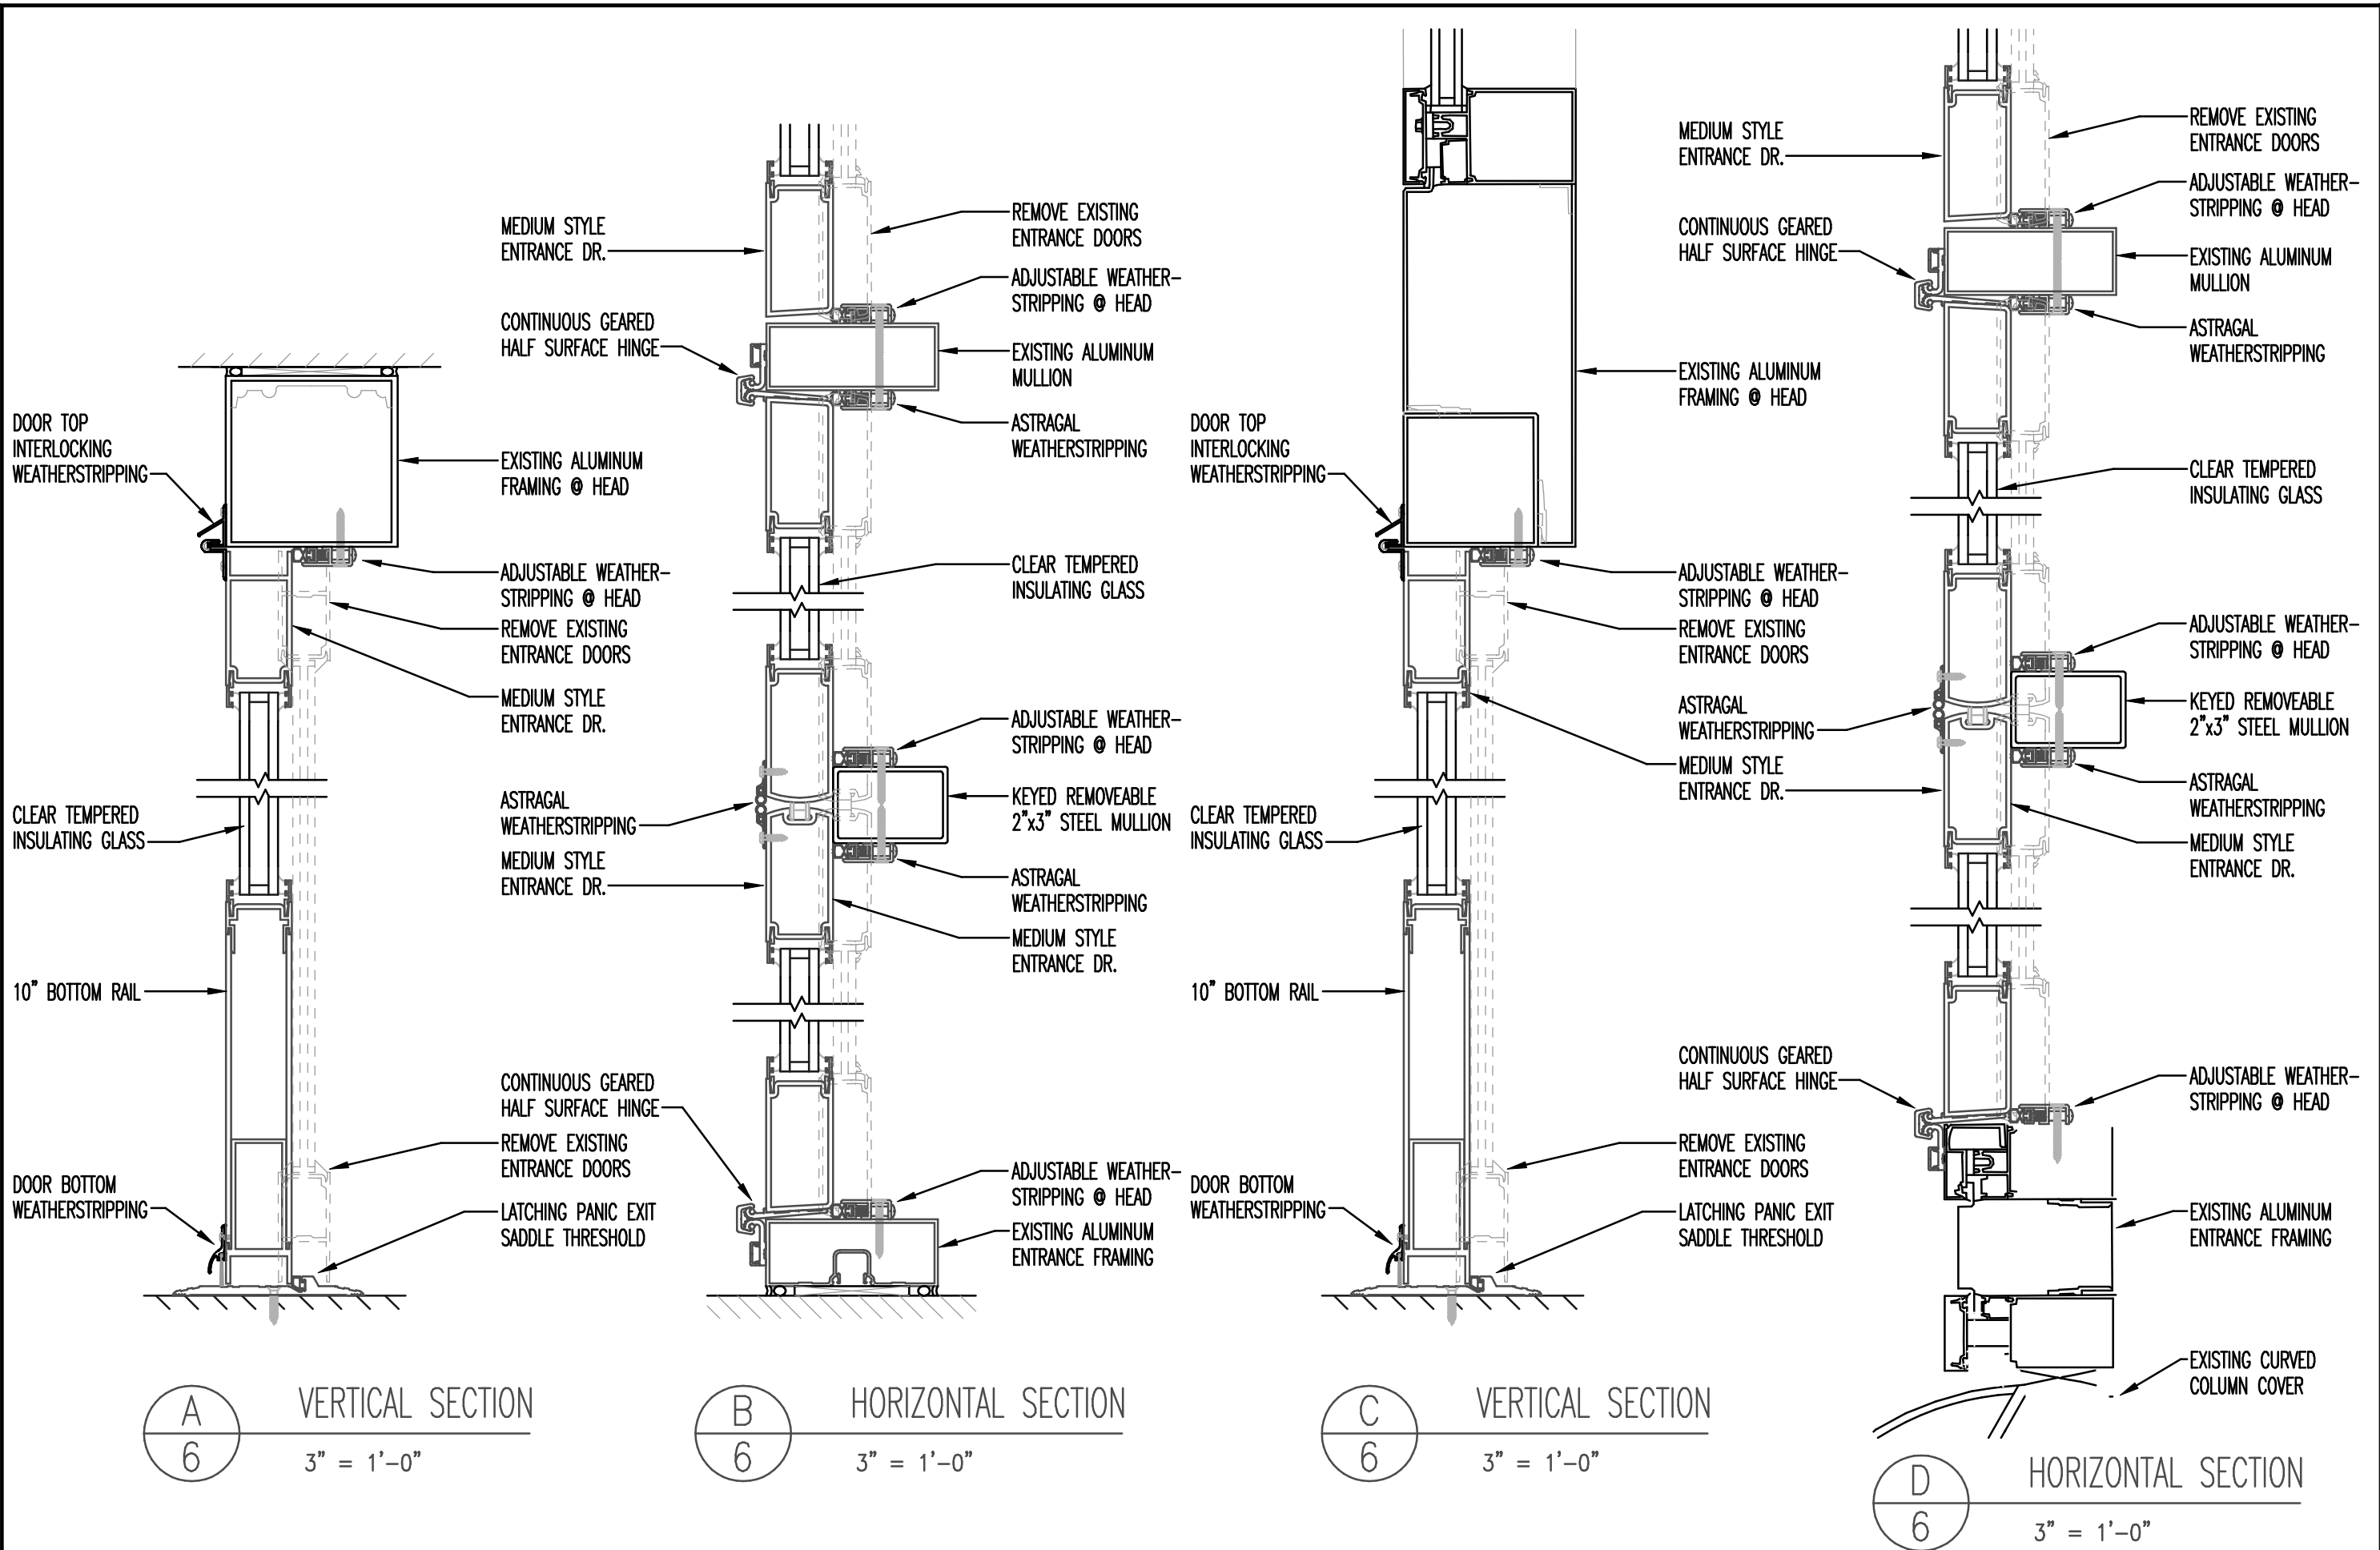 DOOR TOP
INTERLOCKING
WEATHERSTRIPPING
EXISTING ALUMINUM
FRAMING @ HEAD
ADJUSTABLE WEATHER-
STRIPPING @ HEAD
REMOVE EXISTING
ENTRANCE DOORS
MEDIUM STYLE
ENTRANCE DR.
CLEAR TEMPERED
INSULATING GLASS
10" BOTTOM RAIL
REMOVE EXISTING
ENTRANCE DOORS
DOOR BOTTOM
WEATHERSTRIPPING
LATCHING PANIC EXIT
SADDLE THRESHOLD
A
6
VERTICAL SECTION
3" = 1'-0"
MEDIUM STYLE
ENTRANCE DR.
REMOVE EXISTING
ENTRANCE DOORS
ADJUSTABLE WEATHER-
STRIPPING @ HEAD
CONTINUOUS GEARED
HALF SURFACE HINGE
EXISTING ALUMINUM
MULLION
ASTRAGAL
WEATHERSTRIPPING
CLEAR TEMPERED
INSULATING GLASS
ADJUSTABLE WEATHER-
STRIPPING @ HEAD
ASTRAGAL
WEATHERSTRIPPING
KEYED REMOVEABLE
2"x3" STEEL MULLION
MEDIUM STYLE
ENTRANCE DR.
ASTRAGAL
WEATHERSTRIPPING
MEDIUM STYLE
ENTRANCE DR.
CONTINUOUS GEARED
HALF SURFACE HINGE
ADJUSTABLE WEATHER-
STRIPPING @ HEAD
EXISTING ALUMINUM
ENTRANCE FRAMING
B
6
HORIZONTAL SECTION
3" = 1'-0"
EXISTING ALUMINUM
FRAMING @ HEAD
DOOR TOP
INTERLOCKING
WEATHERSTRIPPING
ADJUSTABLE WEATHER-
STRIPPING @ HEAD
REMOVE EXISTING
ENTRANCE DOORS
MEDIUM STYLE
ENTRANCE DR.
CLEAR TEMPERED
INSULATING GLASS
10" BOTTOM RAIL
REMOVE EXISTING
ENTRANCE DOORS
DOOR BOTTOM
WEATHERSTRIPPING
LATCHING PANIC EXIT
SADDLE THRESHOLD
C
6
VERTICAL SECTION
3" = 1'-0"
MEDIUM STYLE
ENTRANCE DR.
REMOVE EXISTING
ENTRANCE DOORS
ADJUSTABLE WEATHER-
STRIPPING @ HEAD
CONTINUOUS GEARED
HALF SURFACE HINGE
EXISTING ALUMINUM
MULLION
ASTRAGAL
WEATHERSTRIPPING
CLEAR TEMPERED
INSULATING GLASS
ADJUSTABLE WEATHER-
STRIPPING @ HEAD
ASTRAGAL
WEATHERSTRIPPING
KEYED REMOVEABLE
2"x3" STEEL MULLION
ASTRAGAL
WEATHERSTRIPPING
MEDIUM STYLE
ENTRANCE DR.
CONTINUOUS GEARED
HALF SURFACE HINGE
ADJUSTABLE WEATHER-
STRIPPING @ HEAD
EXISTING ALUMINUM
ENTRANCE FRAMING
EXISTING CURVED
COLUMN COVER
D
6
HORIZONTAL SECTION
3" = 1'-0"